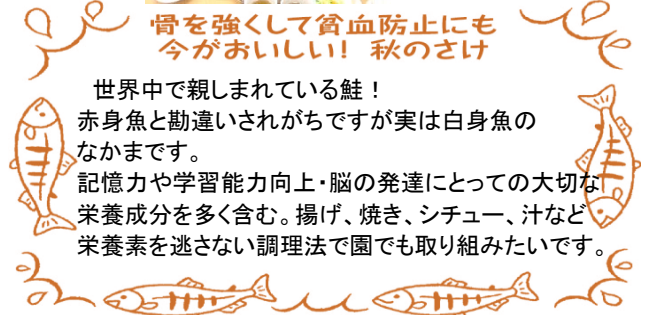 骨を強くして貧血防止にも
今がおいしい! 秋のさけ
世界中で親しまれている鮭！
赤身魚と勘違いされがちですが実は白身魚の
なかまです。
記憶力や学習能力向上・脳の発達にとっての大切な
栄養成分を多く含む。揚げ、焼き、シチュー、汁など
栄養素を逃さない調理法で園でも取り組みたいです。